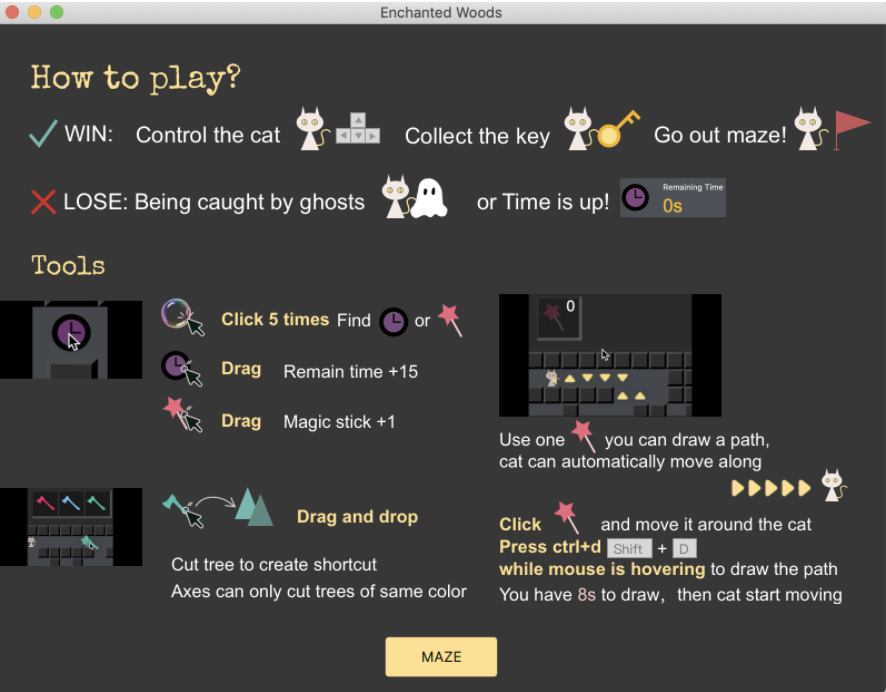 Enchanted Woods
How to play?
WIN: Control the cat Collect the key Go out maze!
LOSE: Being caught by ghosts or Time is up! Remaining Time 0s
Tools
Click 5 times Find or
Drag Remain time +15
Drag Magic stick +1
0
Use one you can draw a path,
cat can automatically move along
Drag and drop
Cut tree to create shortcut
Axes can only cut trees of same color
Click and move it around the cat
Press ctrl+d Shift + D
while mouse is hovering to draw the path
You have 8s to draw, then cat start moving
MAZE